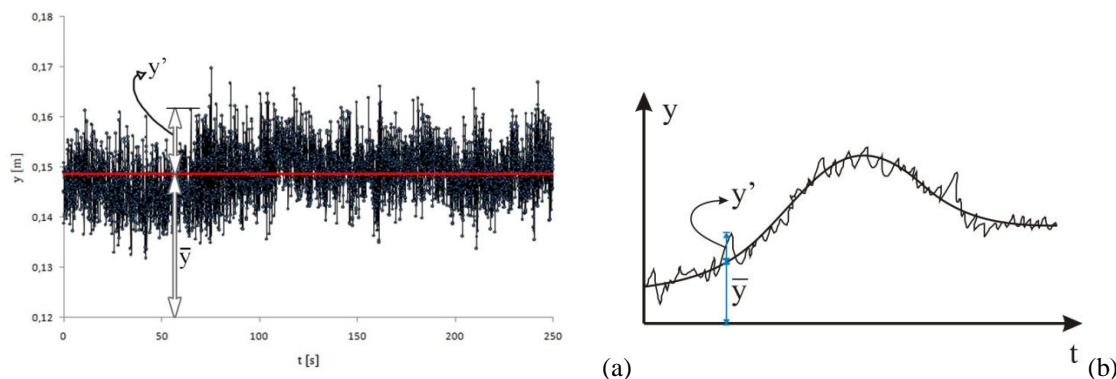 0,18
0,17
0,16
0,15
0,14
0,13
0,12
y [m]
y'
y̅
0
50
100
150
200
250
t [s]
(a)
y
y'
y̅
t
(b)